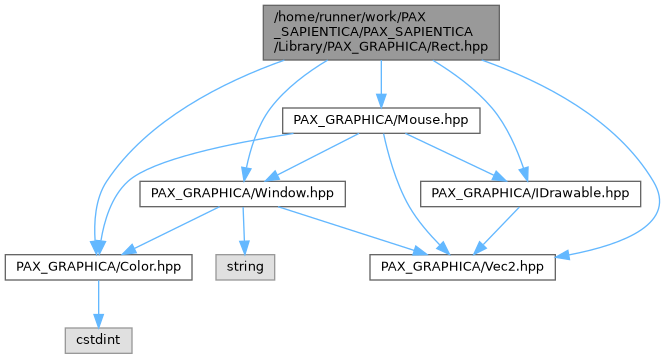 /home/runner/work/PAX
_SAPIENTICA/PAX_SAPIENTICA
/Library/PAX_GRAPHICA/Rect.hpp
PAX_GRAPHICA/Mouse.hpp
PAX_GRAPHICA/Window.hpp
PAX_GRAPHICA/IDrawable.hpp
PAX_GRAPHICA/Color.hpp
string
PAX_GRAPHICA/Vec2.hpp
cstdint